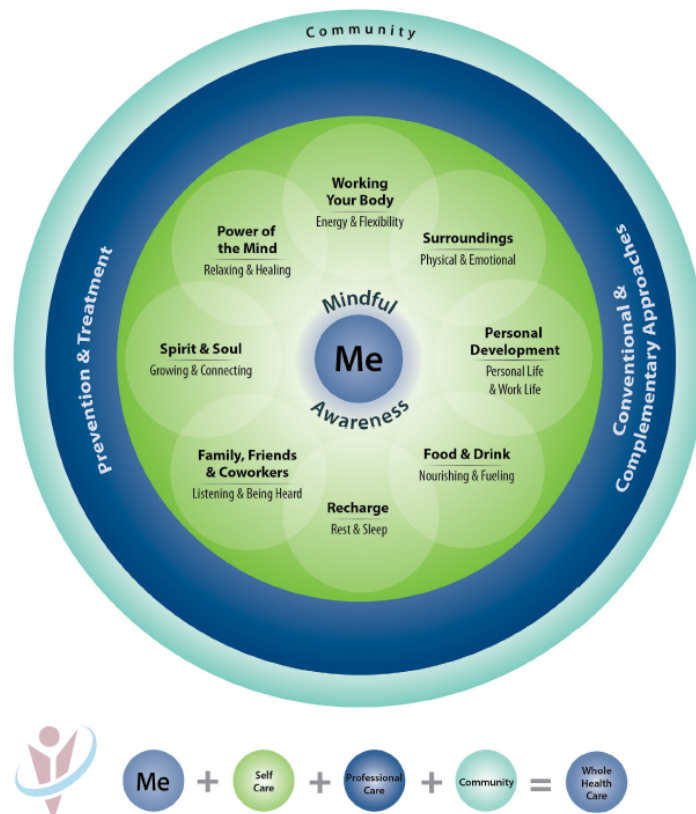 Community
Prevention & Treatment
Conventional &
Complementary Approaches
Working
Your Body
Energy & Flexibility
Surroundings
Physical & Emotional
Personal
Development
Personal Life
& Work Life
Food & Drink
Nourishing & Fueling
Recharge
Rest & Sleep
Family, Friends
& Coworkers
Listening & Being Heard
Spirit & Soul
Growing & Connecting
Power of
the Mind
Relaxing & Healing
Mindful
Me
Awareness
Me + Self Care + Professional Care + Community = Whole Health Care